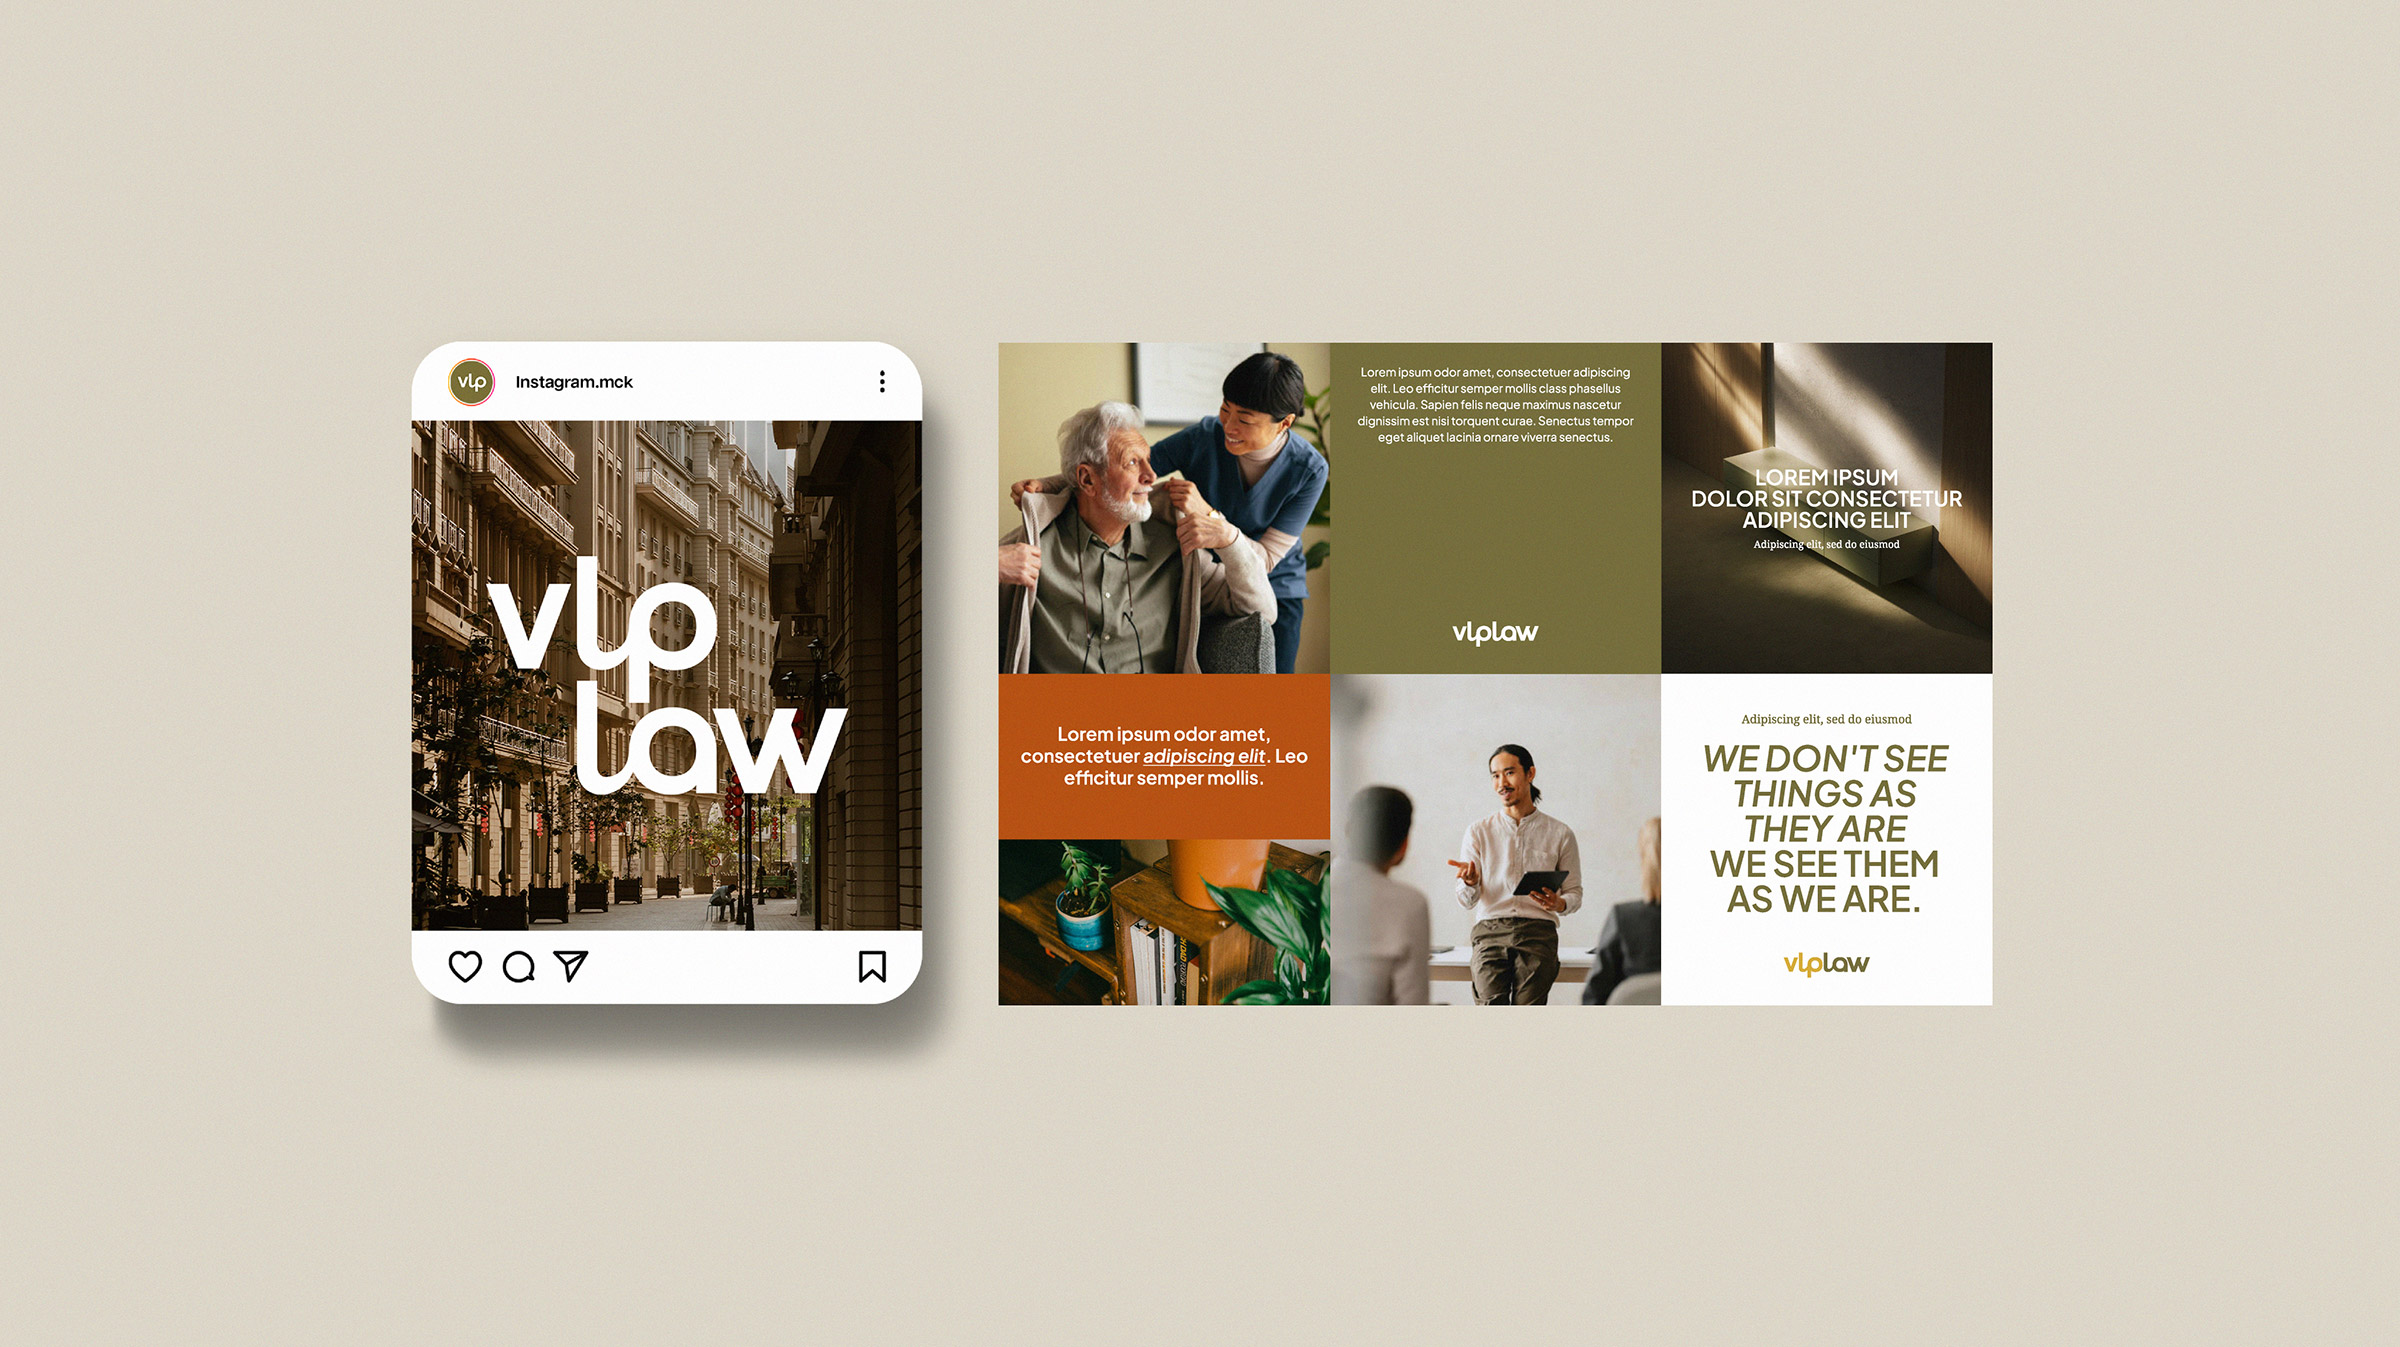 vlp
Instagram.mck
vlp
law
Lorem ipsum odor amet, consectetuer adipiscing
elit. Leo efficitur semper mollis class phasellus
vehicula. Sapien felis neque maximus nascetur
dignissim est nisi torquent curae. Senectus tempor
eget aliquet lacinia ornare viverra senectus.
vlplaw
LOREM IPSUM
DOLOR SIT CONSECTETUR
ADIPISCING ELIT
Adipiscing elit, sed do eiusmod
Lorem ipsum odor amet,
consectetuer adipiscing elit. Leo
efficitur semper mollis.
Adipiscing elit, sed do eiusmod
WE DON'T SEE
THINGS AS
THEY ARE
WE SEE THEM
AS WE ARE.
vlplaw